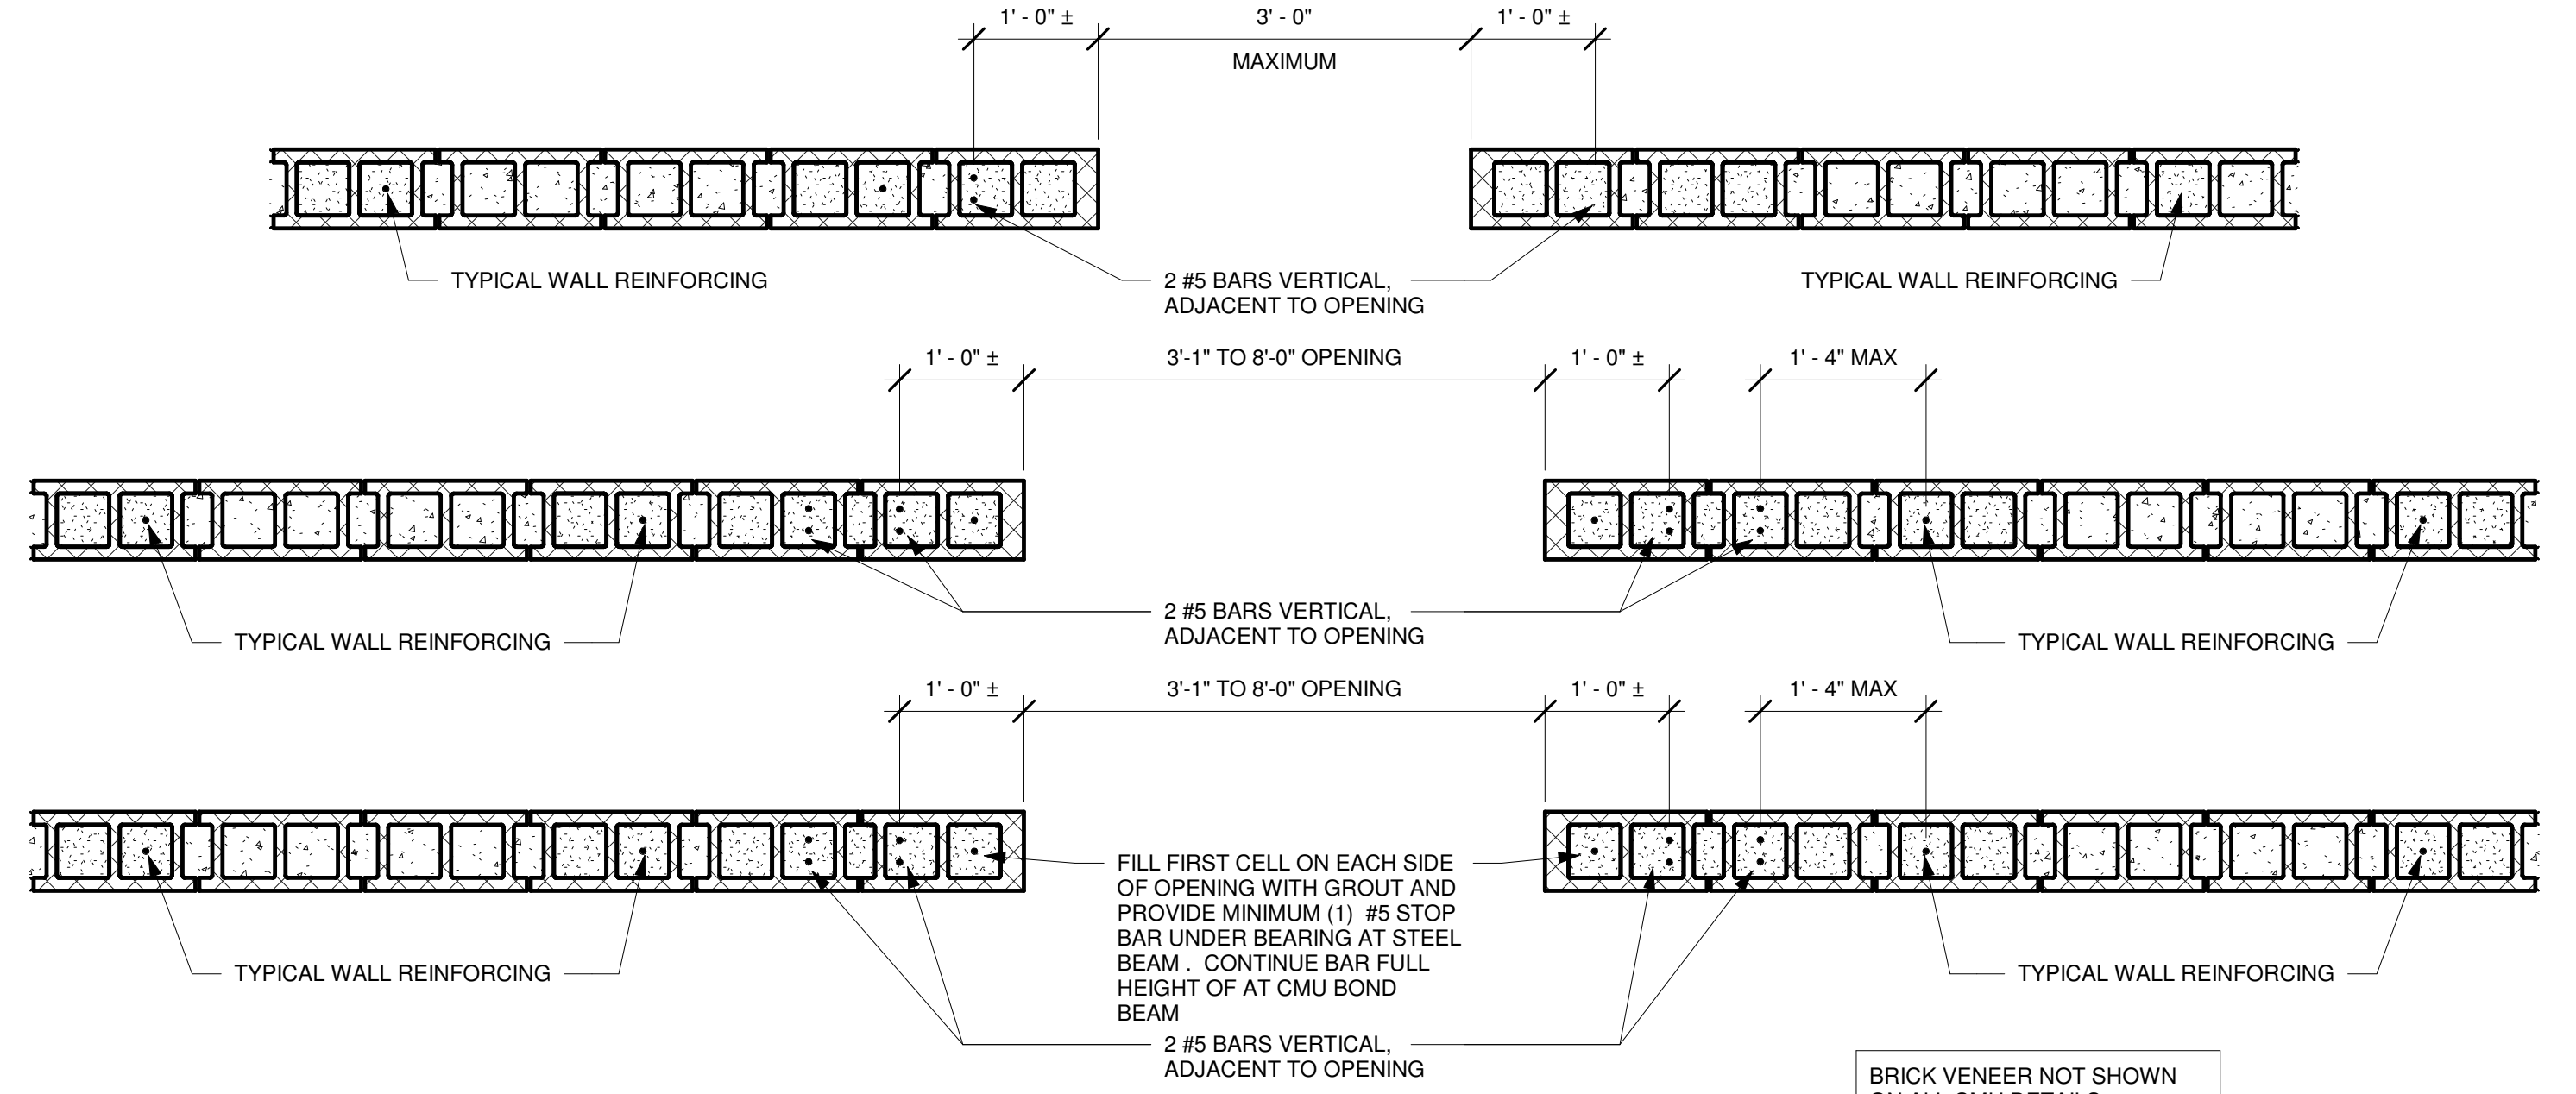 1' - 0" ±
3' - 0"
1' - 0" ±
MAXIMUM
TYPICAL WALL REINFORCING
2 #5 BARS VERTICAL,
ADJACENT TO OPENING
TYPICAL WALL REINFORCING
1' - 0" ±
3'-1" TO 8'-0" OPENING
1' - 0" ±
1' - 4" MAX
2 #5 BARS VERTICAL,
ADJACENT TO OPENING
TYPICAL WALL REINFORCING
TYPICAL WALL REINFORCING
1' - 0" ±
3'-1" TO 8'-0" OPENING
1' - 0" ±
1' - 4" MAX
FILL FIRST CELL ON EACH SIDE
OF OPENING WITH GROUT AND
PROVIDE MINIMUM (1) #5 STOP
BAR UNDER BEARING AT STEEL
BEAM . CONTINUE BAR FULL
HEIGHT OF AT CMU BOND
BEAM
TYPICAL WALL REINFORCING
TYPICAL WALL REINFORCING
2 #5 BARS VERTICAL,
ADJACENT TO OPENING
BRICK VENEER NOT SHOWN
ON ALL CMU DETAILS